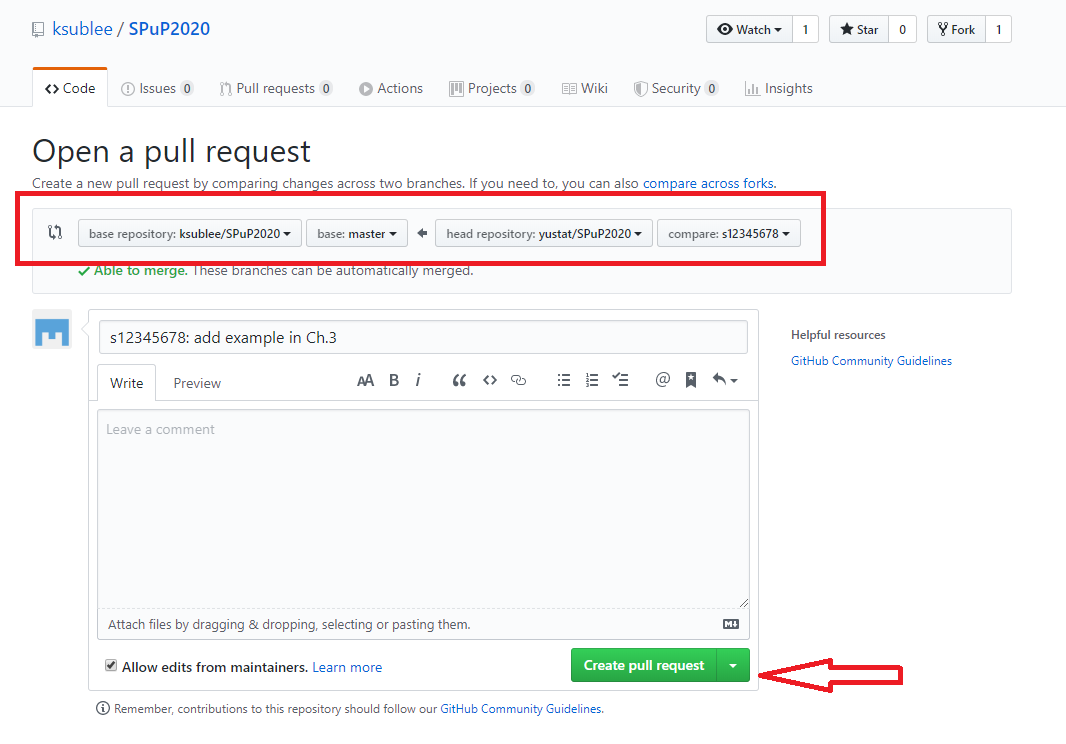 ksublee / SPuP2020
Watch 1 Star 0 Fork 1
Code Issues 0 Pull requests 0 Actions Projects 0 Wiki Security 0 Insights
Open a pull request
Create a new pull request by comparing changes across two branches. If you need to, you can also compare across forks.
base repository: ksublee/SPuP2020 base: master head repository: yustat/SPuP2020 compare: s12345678
Able to merge. These branches can be automatically merged.
s12345678: add example in Ch.3
Helpful resources
GitHub Community Guidelines
Write Preview AA B i @
Leave a comment
Attach files by dragging & dropping, selecting or pasting them.
Allow edits from maintainers. Learn more
Create pull request
Remember, contributions to this repository should follow our GitHub Community Guidelines.